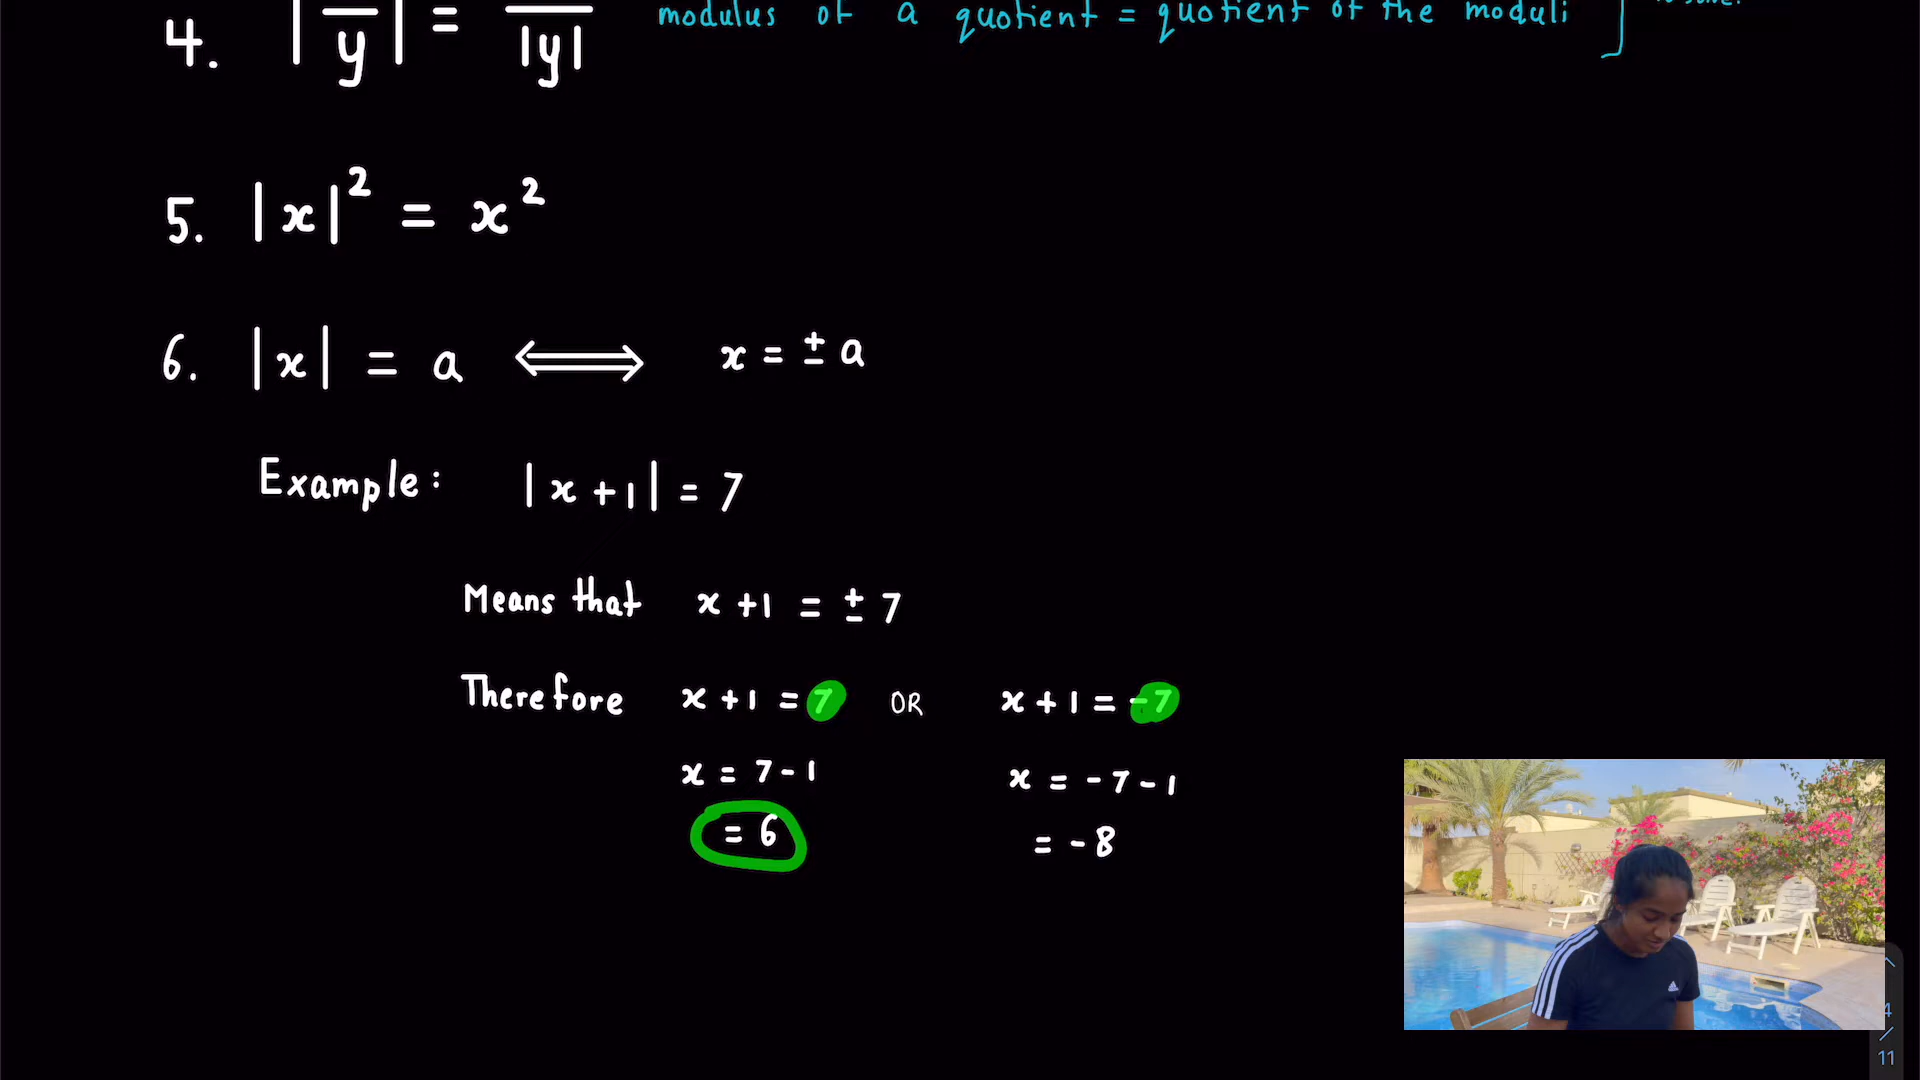 4. |‾/y| = ‾/|y| modulus of a quotient = quotient of the moduli
5. |x|² = x²
6. |x| = a ⟺ x = ± a
Example: |x+1| = 7
Means that x+1 = ± 7
Therefore x+1 = 7 OR x+1 = -7
x = 7-1 x = -7-1
= 6 = -8
4
/
11